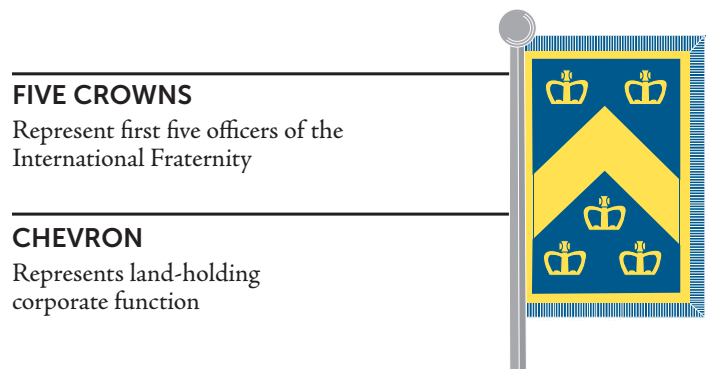 FIVE CROWNS
Represent first five officers of the
International Fraternity
CHEVRON
Represents land-holding
corporate function